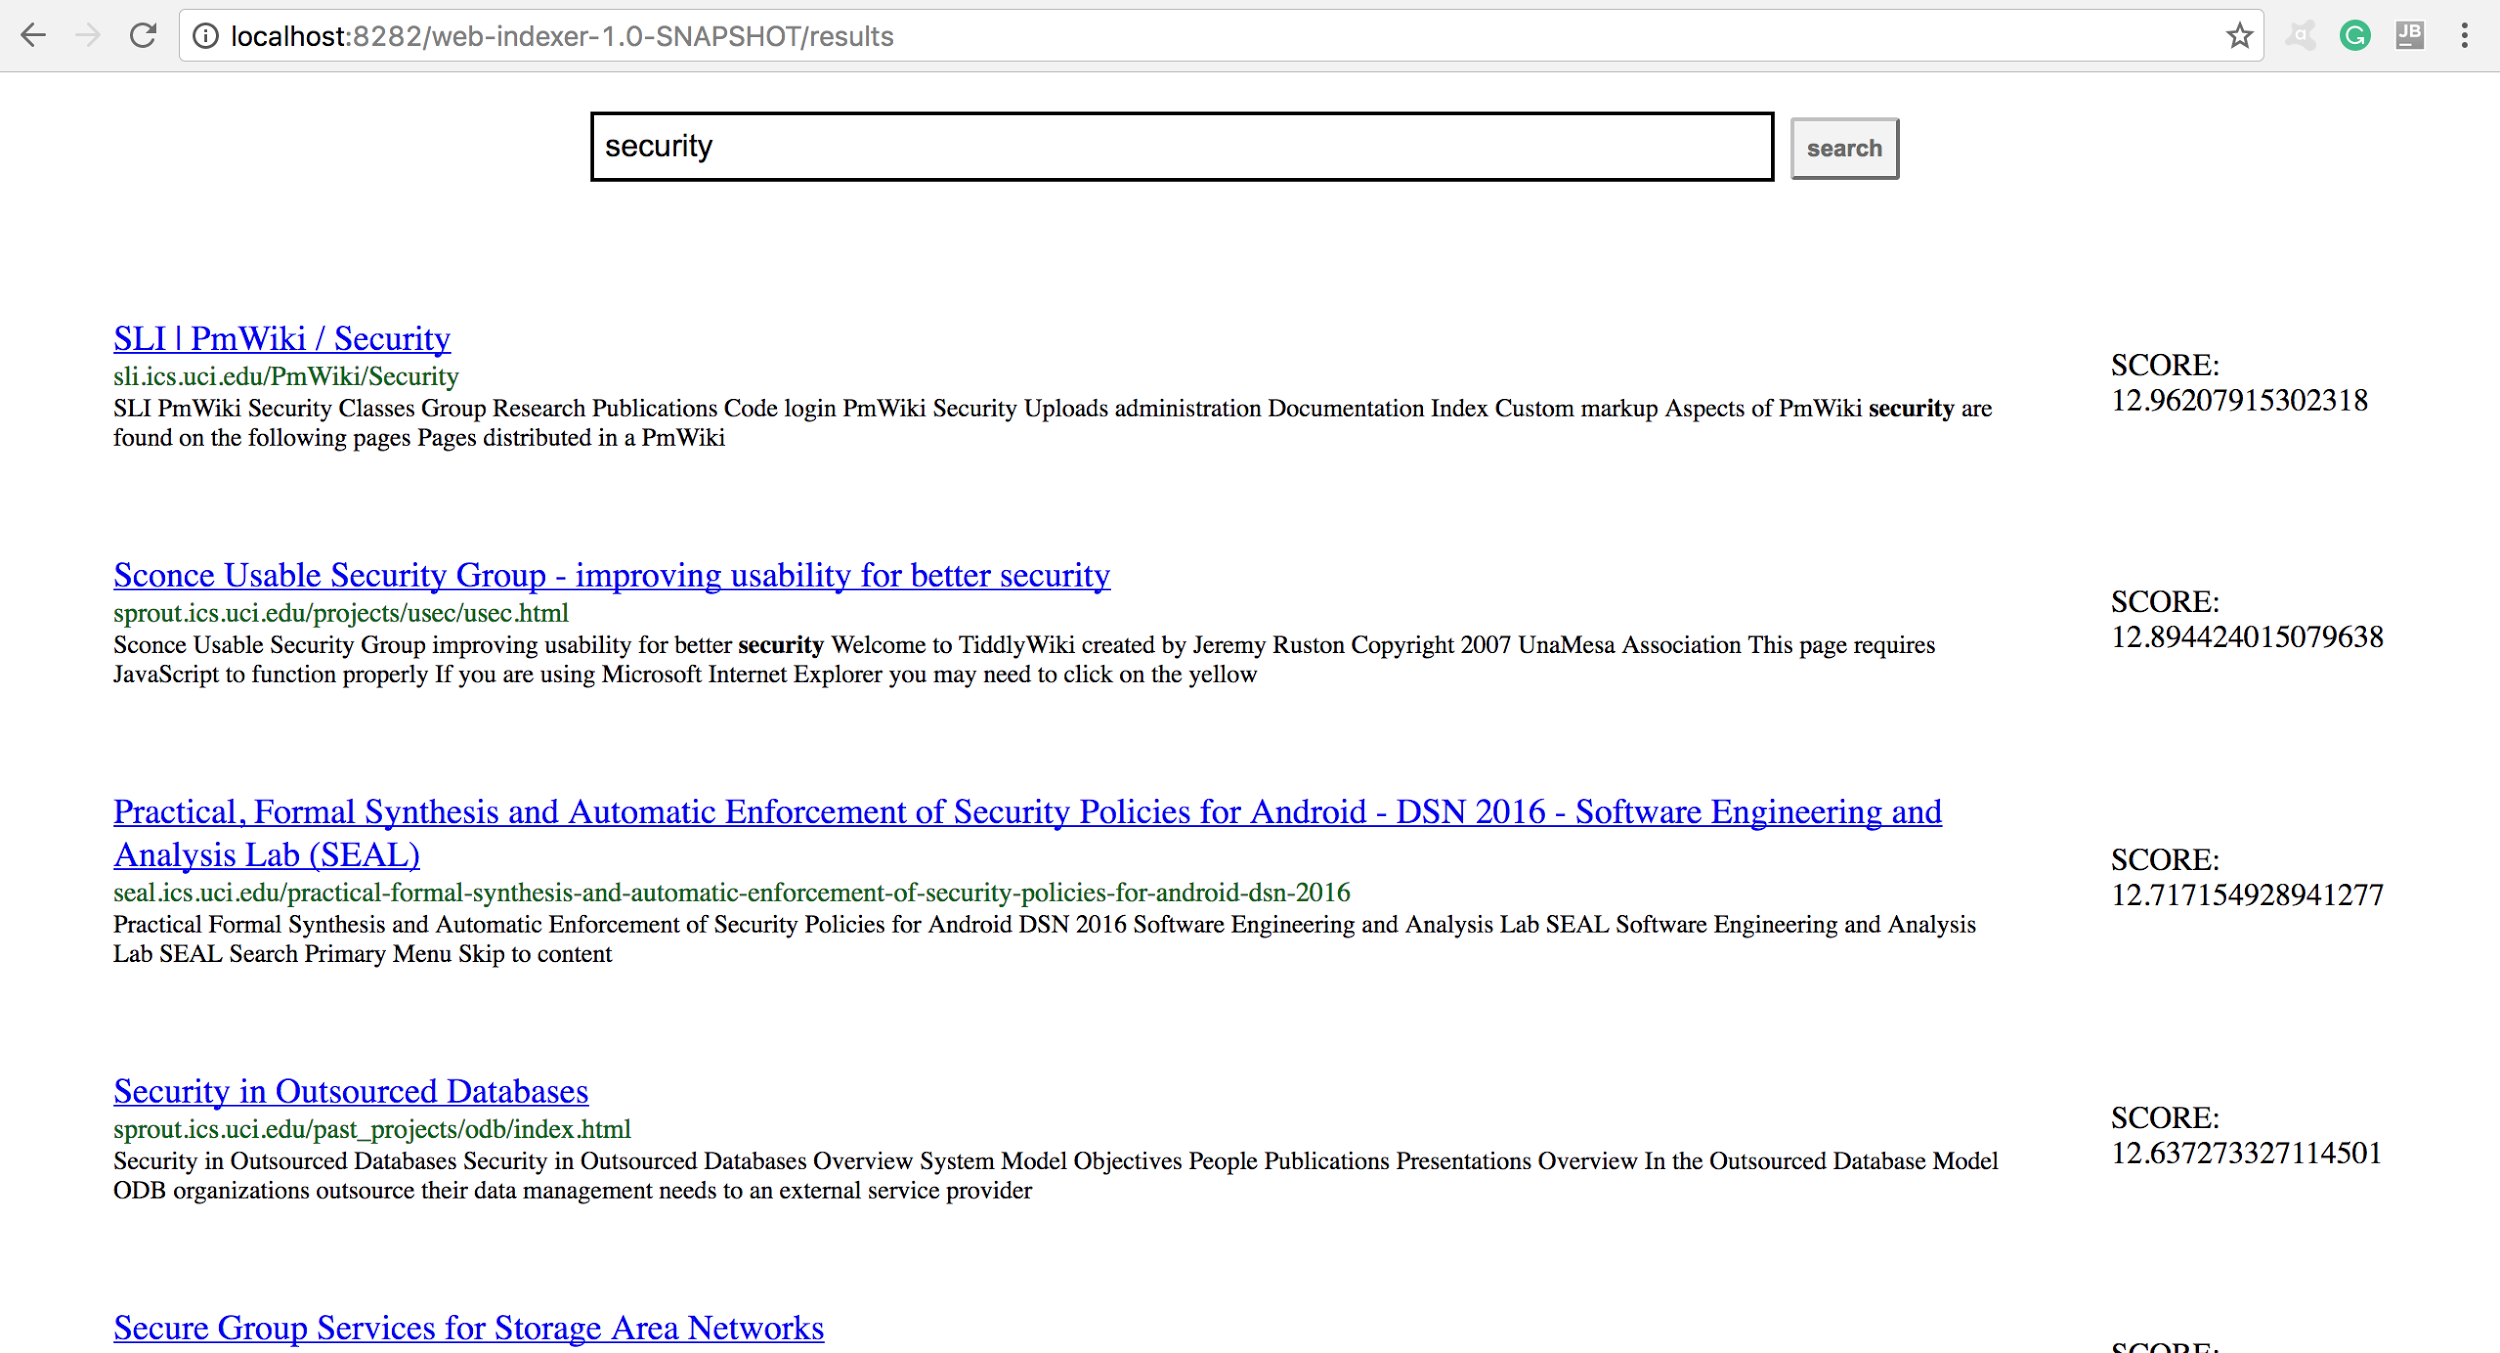 localhost:8282/web-indexer-1.0-SNAPSHOT/results
a
G
JB
security
search
SLI | PmWiki / Security
sli.ics.uci.edu/PmWiki/Security
SLI PmWiki Security Classes Group Research Publications Code login PmWiki Security Uploads administration Documentation Index Custom markup Aspects of PmWiki security are
found on the following pages Pages distributed in a PmWiki
SCORE:
12.96207915302318
Sconce Usable Security Group - improving usability for better security
sprout.ics.uci.edu/projects/usec/usec.html
Sconce Usable Security Group improving usability for better security Welcome to TiddlyWiki created by Jeremy Ruston Copyright 2007 UnaMesa Association This page requires
JavaScript to function properly If you are using Microsoft Internet Explorer you may need to click on the yellow
SCORE:
12.894424015079638
Practical, Formal Synthesis and Automatic Enforcement of Security Policies for Android - DSN 2016 - Software Engineering and
Analysis Lab (SEAL)
seal.ics.uci.edu/practical-formal-synthesis-and-automatic-enforcement-of-security-policies-for-android-dsn-2016
Practical Formal Synthesis and Automatic Enforcement of Security Policies for Android DSN 2016 Software Engineering and Analysis Lab SEAL Software Engineering and Analysis
Lab SEAL Search Primary Menu Skip to content
SCORE:
12.717154928941277
Security in Outsourced Databases
sprout.ics.uci.edu/past_projects/odb/index.html
Security in Outsourced Databases Security in Outsourced Databases Overview System Model Objectives People Publications Presentations Overview In the Outsourced Database Model
ODB organizations outsource their data management needs to an external service provider
SCORE:
12.637273327114501
Secure Group Services for Storage Area Networks
SCORE: